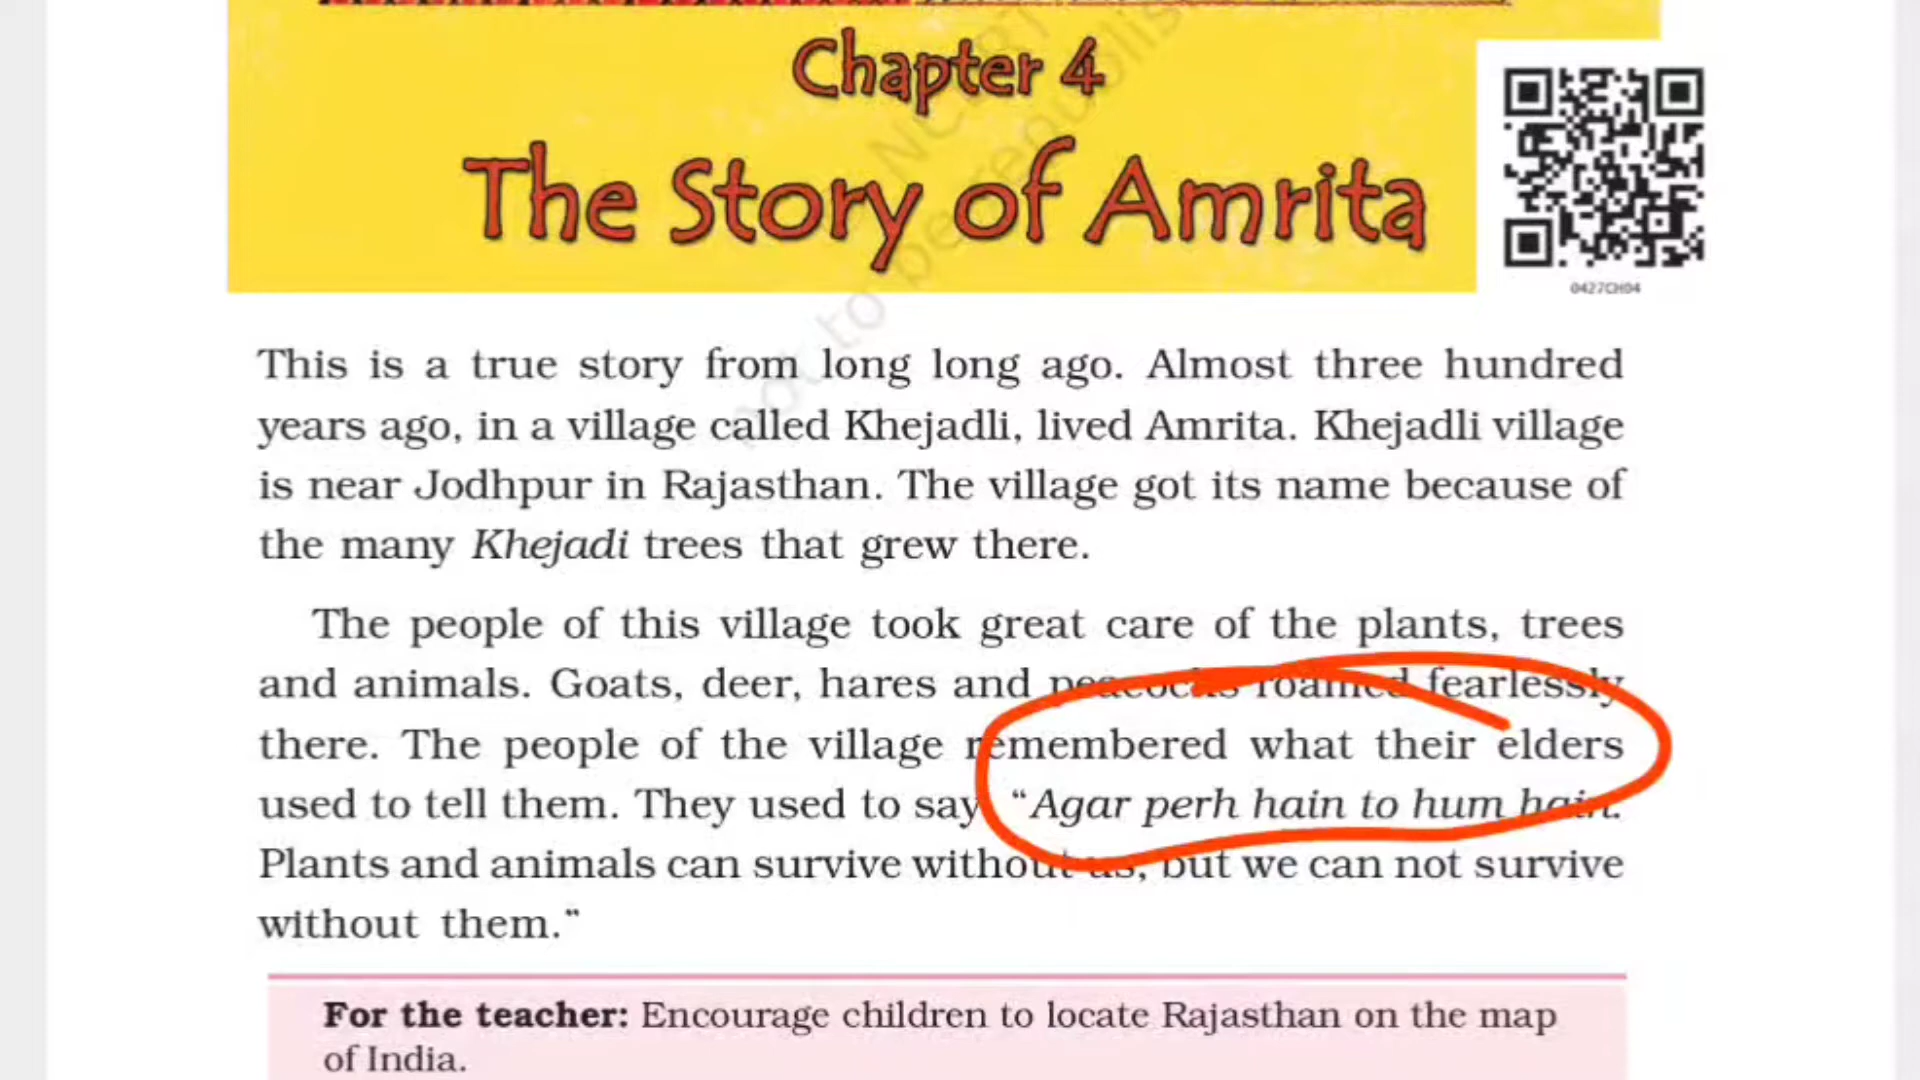 Chapter 4
The Story of Amrita
0427CH04
This is a true story from long long ago. Almost three hundred
years ago, in a village called Khejadli, lived Amrita. Khejadli village
is near Jodhpur in Rajasthan. The village got its name because of
the many Khejadi trees that grew there.
The people of this village took great care of the plants, trees
and animals. Goats, deer, hares and peacocks roamed fearlessly
there. The people of the village remembered what their elders
used to tell them. They used to say “Agar perh hain to hum hain.
Plants and animals can survive without us, but we can not survive
without them.”
For the teacher: Encourage children to locate Rajasthan on the map
of India.